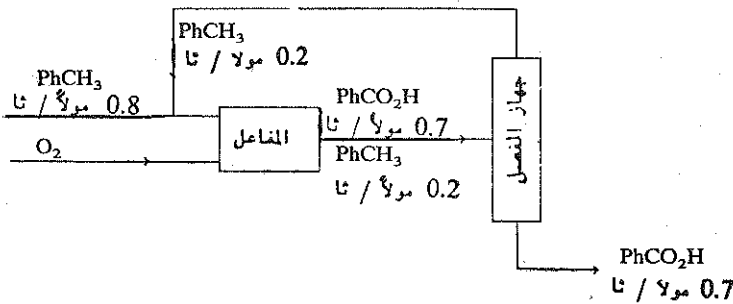 PhCH3
0.2 مولا / ثا
PhCH3
0.8 مولاً / ثا
O2
المفاعل
PhCO2H
0.7 مولاً / ثا
PhCH3
0.2 مولاً / ثا
جهاز الفصل
PhCO2H
0.7 مولاً / ثا